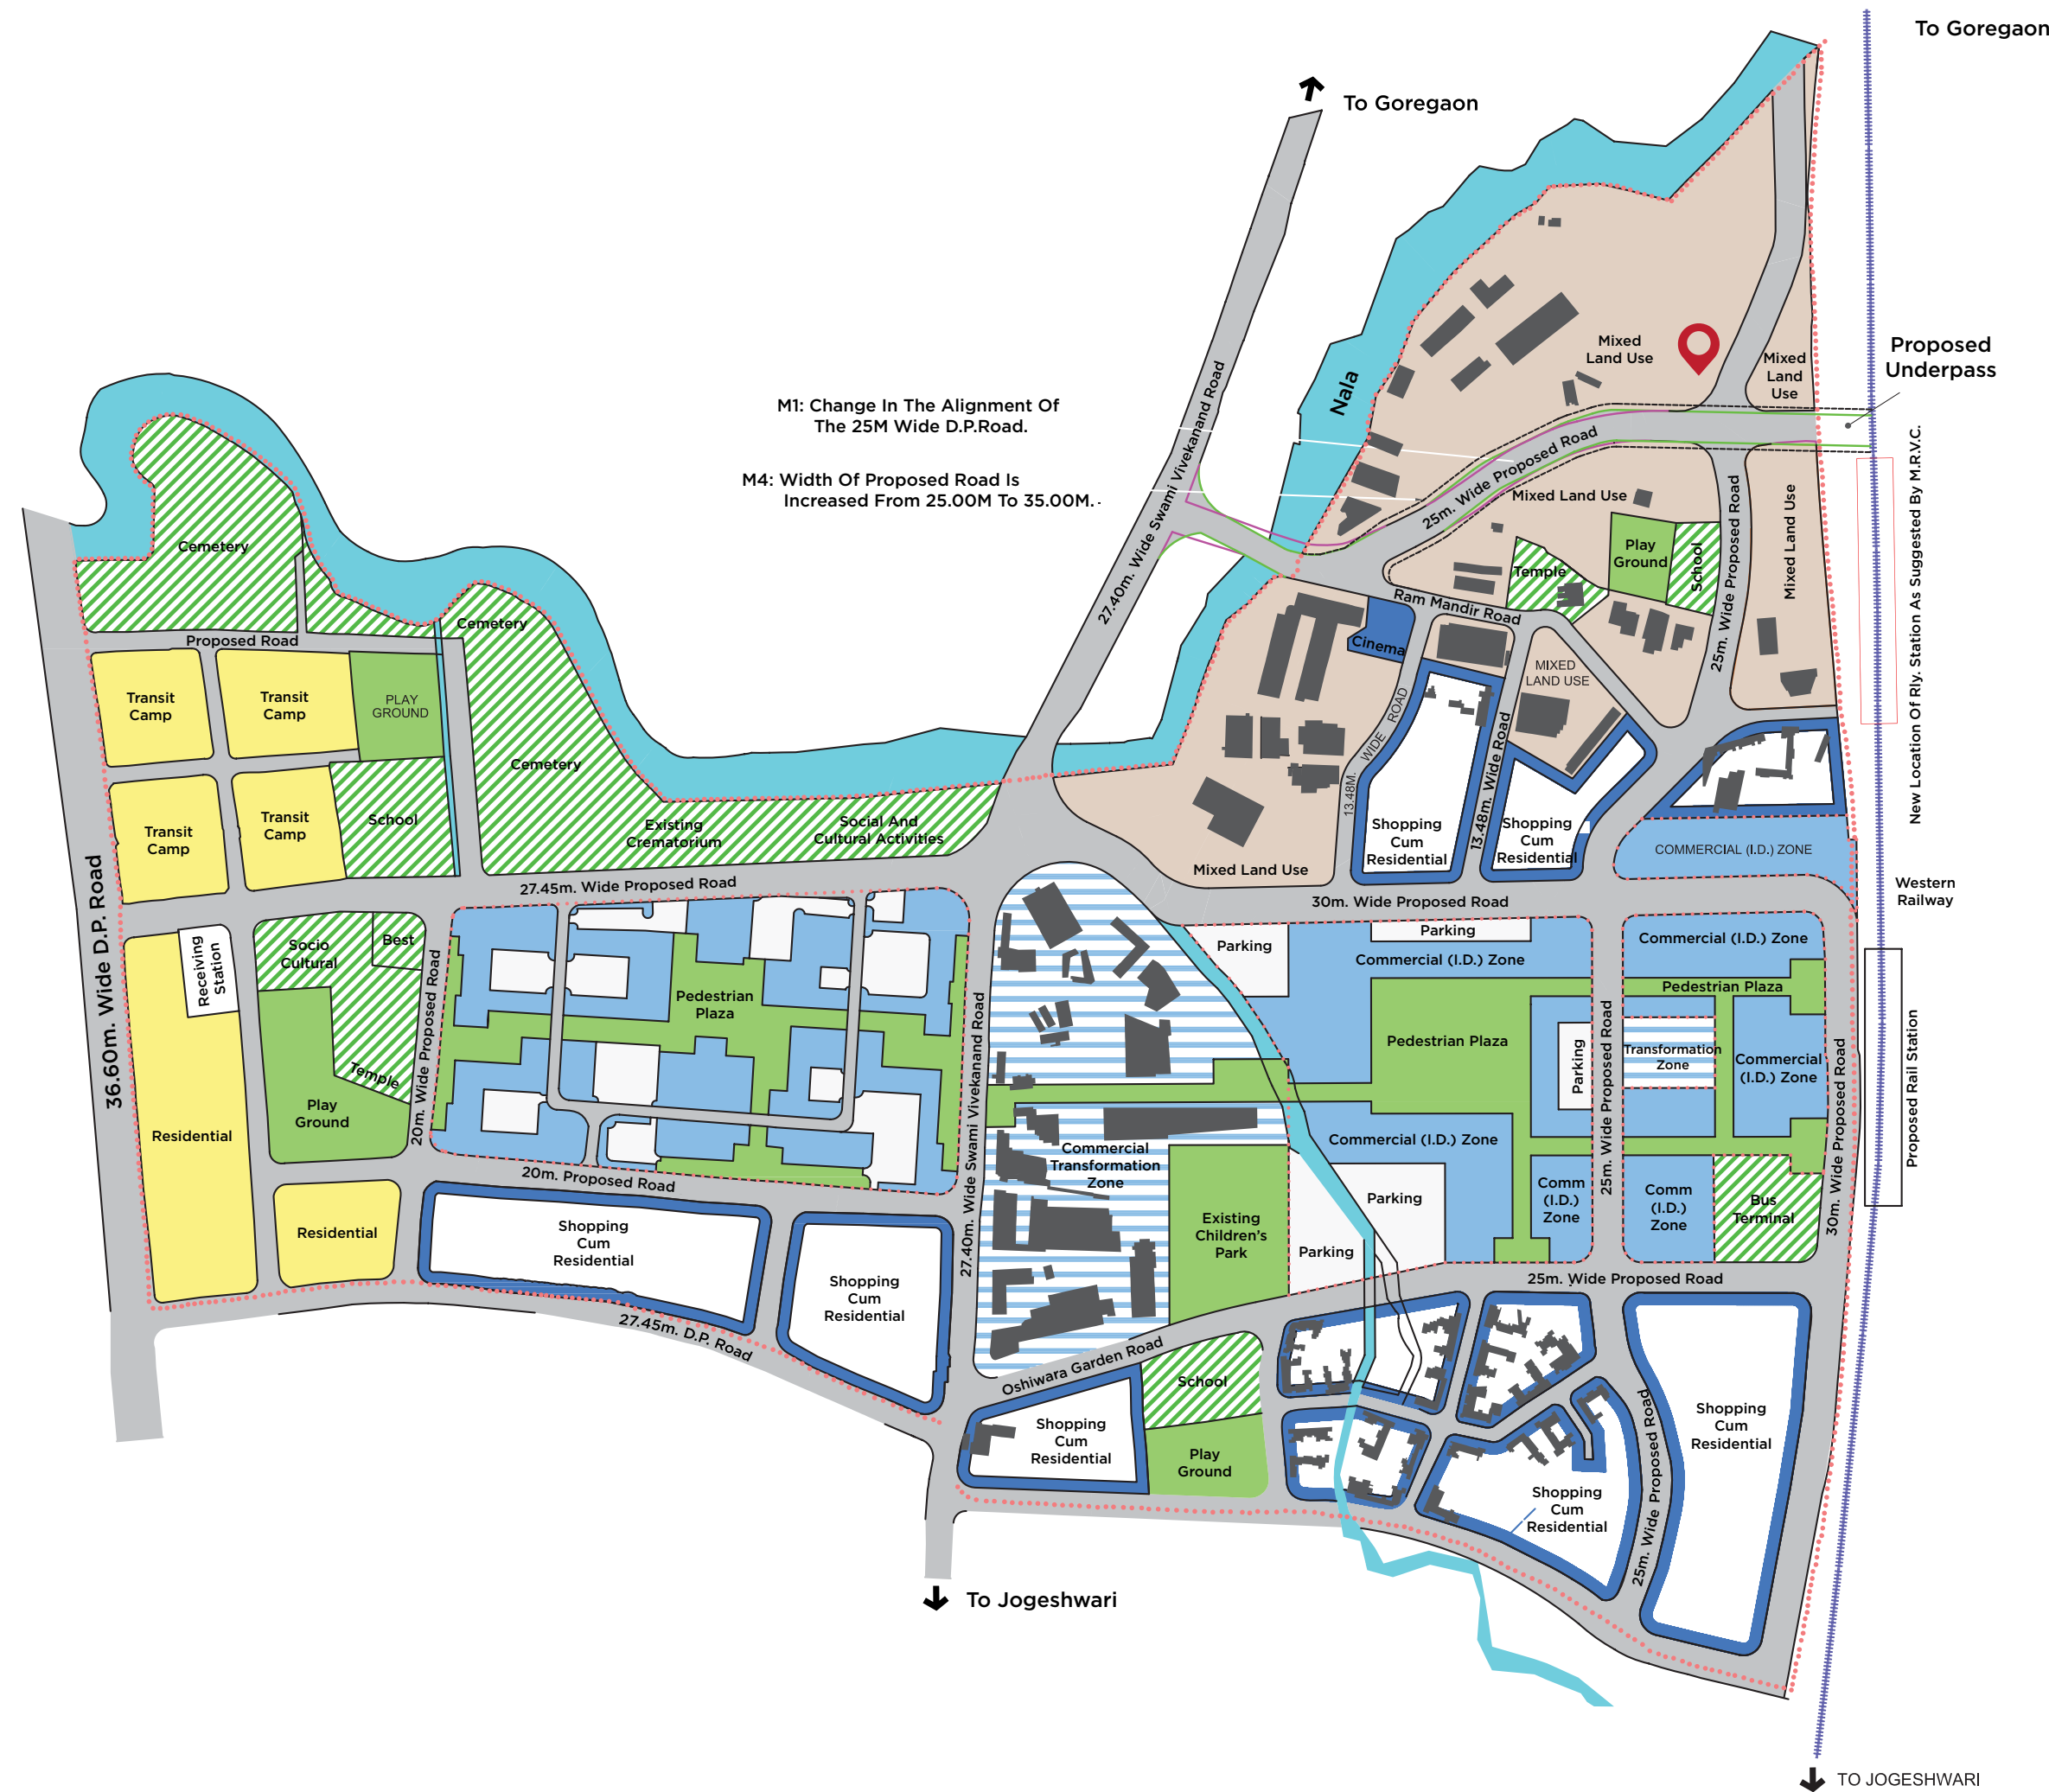 To Goregaon
To Goregaon
Proposed
Underpass
Mixed
Land Use
Mixed
Land
Use
Nala
M1: Change In The Alignment Of
The 25M Wide D.P.Road.
M4: Width Of Proposed Road Is
Increased From 25.00M To 35.00M.
27.40m. Wide Swami Vivekanand Road
25m. Wide Proposed Road
Mixed Land Use
Play
Ground
School
25m. Wide Proposed Road
Mixed Land Use
New Location Of Rly. Station As Suggested By M.R.V.C.
Temple
Ram Mandir Road
Cinema
MIXED
LAND USE
13.48M. WIDE ROAD
13.48m. Wide Road
Shopping
Cum
Residential
Shopping
Cum
Residential
COMMERCIAL (I.D.) ZONE
Mixed Land Use
30m. Wide Proposed Road
Western
Railway
Cemetery
Cemetery
Proposed Road
Transit
Camp
Transit
Camp
PLAY
GROUND
Cemetery
Transit
Camp
Transit
Camp
School
Existing
Crematorium
Social And
Cultural Activities
27.45m. Wide Proposed Road
36.60m. Wide D.P. Road
Receiving
Station
Socio
Cultural
Best
Temple
Play
Ground
Residential
20m. Wide Proposed Road
Pedestrian
Plaza
20m. Proposed Road
Residential
Shopping
Cum
Residential
Shopping
Cum
Residential
27.45m. D.P. Road
27.40m. Wide Swami Vivekanand Road
Parking
Parking
Commercial (I.D.) Zone
Commercial (I.D.) Zone
Pedestrian Plaza
Pedestrian Plaza
Parking
25m. Wide Proposed Road
Transformation
Zone
Commercial
(I.D.) Zone
30m. Wide Proposed Road
Proposed Rail Station
Commercial
Transformation
Zone
Commercial (I.D.) Zone
Existing
Children's
Park
Parking
Parking
Comm
(I.D.)
Zone
Comm
(I.D.)
Zone
Bus
Terminal
25m. Wide Proposed Road
Oshiwara Garden Road
School
Shopping
Cum
Residential
Play
Ground
Shopping
Cum
Residential
25m. Wide Proposed Road
Shopping
Cum
Residential
To Jogeshwari
TO JOGESHWARI